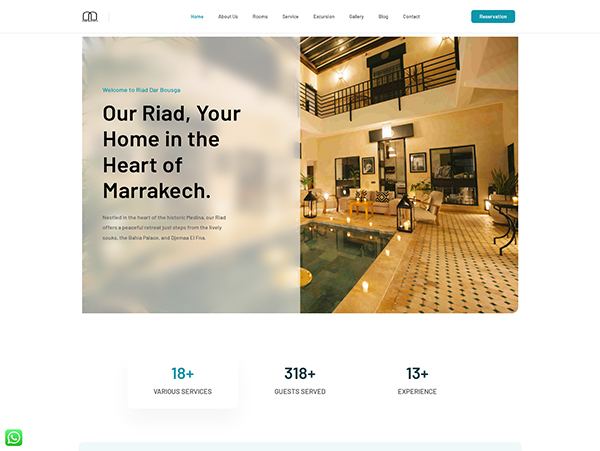 Home
About Us
Rooms
Service
Excursion
Gallery
Blog
Contact
Reservation
Welcome to Riad Dar Bousga
Our Riad, Your
Home in the
Heart of
Marrakech.
Nestled in the heart of the historic Medina, our Riad
offers a peaceful retreat just steps from the lively
souks, the Bahia Palace, and Djemaa El Fna.
18+
VARIOUS SERVICES
318+
GUESTS SERVED
13+
EXPERIENCE